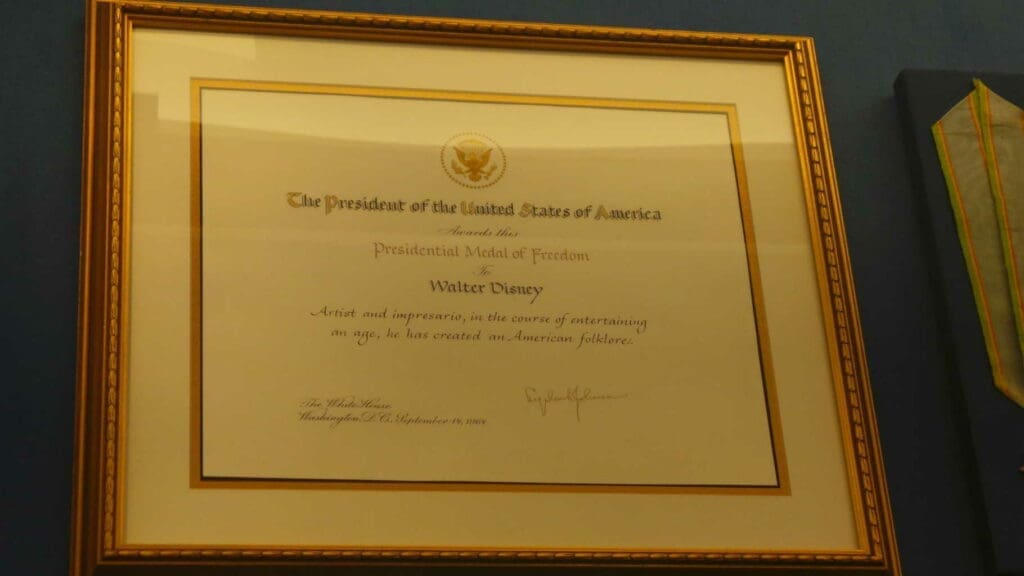 The President of the United States of America
Awards this
Presidential Medal of Freedom
To
Walter Disney
Artist and impresario, in the course of entertaining
an age, he has created an American folklore.
The White House
Washington, D.C. September 14, 1964